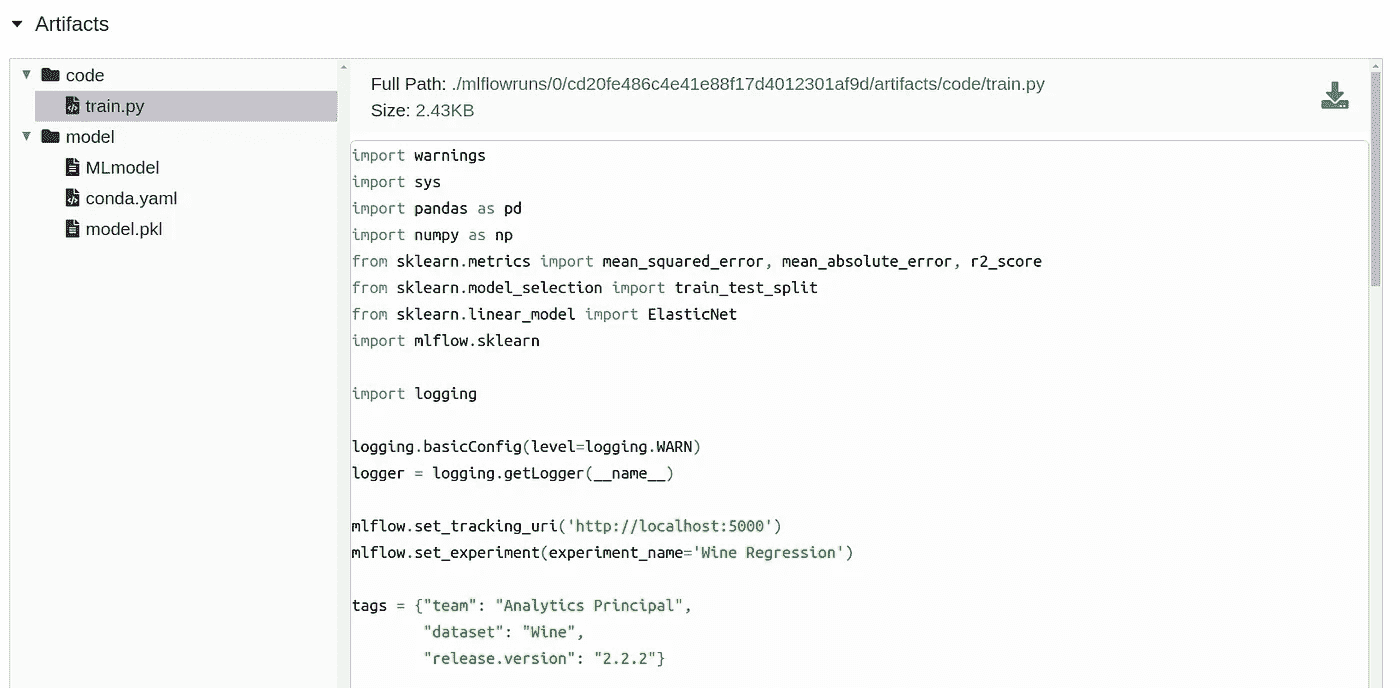 Artifacts
code
train.py
model
MLmodel
conda.yaml
model.pkl
Full Path: ./mlflowruns/0/cd20fe486c4e41e88f17d4012301af9d/artifacts/code/train.py
Size: 2.43KB
import warnings
import sys
import pandas as pd
import numpy as np
from sklearn.metrics import mean_squared_error, mean_absolute_error, r2_score
from sklearn.model_selection import train_test_split
from sklearn.linear_model import ElasticNet
import mlflow.sklearn
import logging
logging.basicConfig(level=logging.WARN)
logger = logging.getLogger(__name__)
mlflow.set_tracking_uri('http://localhost:5000')
mlflow.set_experiment(experiment_name='Wine Regression')
tags = {"team": "Analytics Principal",
"dataset": "Wine",
"release.version": "2.2.2"}